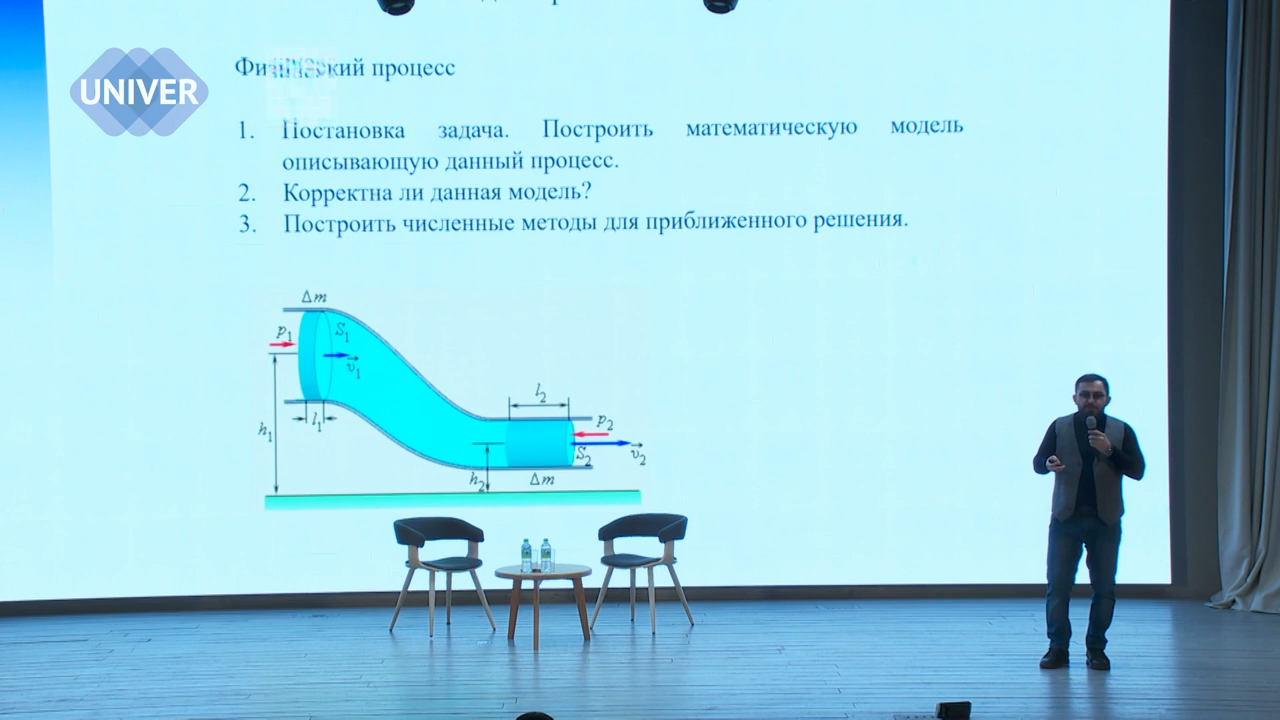 UNIVER
Физический процесс
1. Постановка задача. Построить математическую модель
описывающую данный процесс.
2. Корректна ли данная модель?
3. Построить численные методы для приближенного решения.
Δm
p1
S1
v1
l1
h1
l2
p2
S2
v2
h2
Δm